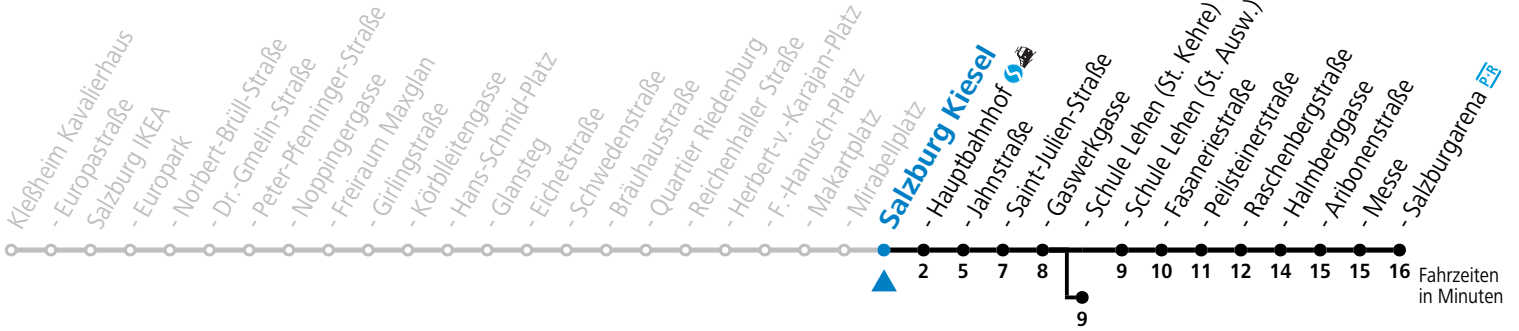 Kleßheim Kavalierhaus
- Europastraße
Salzburg IKEA
- Europark
- Norbert-Brüll-Straße
- Dr.-Gmelin-Straße
- Peter-Pfenninger-Straße
- Noppingergasse
- Freiraum Maxglan
- Girlingstraße
- Körblleitengasse
- Hans-Schmid-Platz
- Glansteg
- Eichetstraße
- Schwedenstraße
- Bräuhausstraße
- Quartier Riedenburg
- Reichenhaller Straße
- Herbert-v. Karajan-Platz
- F.-Hanusch-Platz
- Makartplatz
- Mirabellplatz
Salzburg Kiesel
- Hauptbahnhof
- Jahnstraße
- Saint-Julien-Straße
- Gaswerkgasse
- Schule Lehen (St. Kehre)
- Schule Lehen (St. Ausw.)
- Fasaneriestraße
- Peilsteinerstraße
- Raschenbergstraße
- Halmberggasse
- Aribonenstraße
- Messe
- Salzburgarena P+R
2 5 7 8 9 10 11 12 14 15 15 16 Fahrzeiten
in Minuten
9